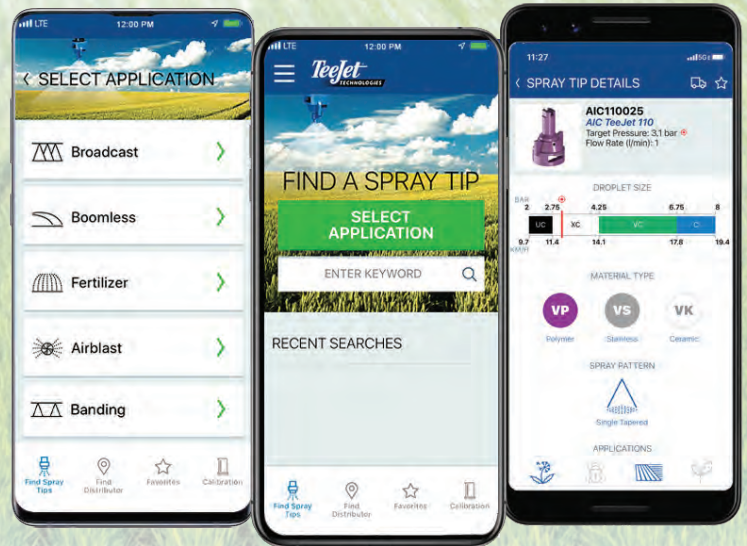 LTE
12:00 PM
SELECT APPLICATION
Broadcast
Boomless
Fertilizer
Airblast
Banding
Find Spray
Tips
Find
Distributor
Favorites
Calibration
LTE
12:00 PM
TeeJet
TECHNOLOGIES
FIND A SPRAY TIP
SELECT
APPLICATION
ENTER KEYWORD
RECENT SEARCHES
Find Spray
Tips
Find
Distributor
Favorites
Calibration
11:27
SPRAY TIP DETAILS
AIC110025
AIC TeeJet 110
Target Pressure: 3,1 bar
Flow Rate (l/min): 1
DROPLET SIZE
BAR
2 2.75 4.25 6.75 8
UC XC VC C
9.7 11.4 14.1 17.8 19.4
KM/HR
MATERIAL TYPE
VP VS VK
Polymer Stainless Ceramic
SPRAY PATTERN
Single Tapered
APPLICATIONS